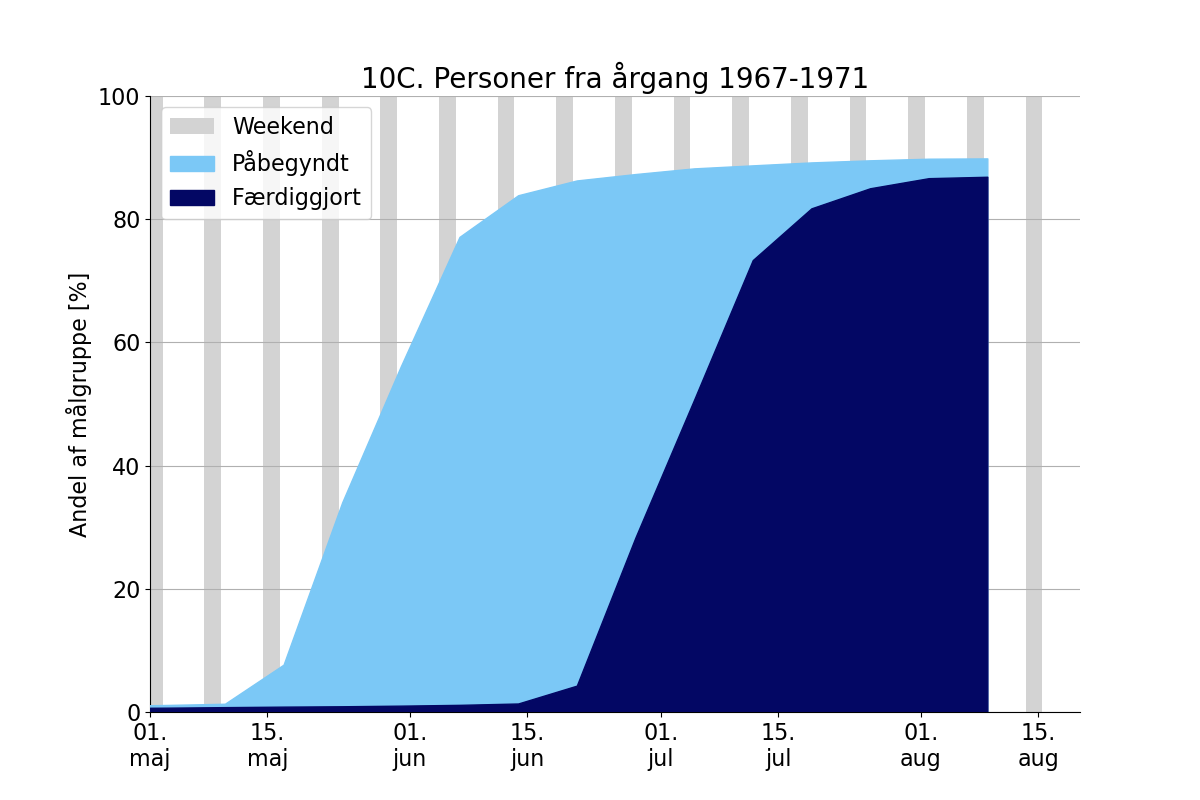 10C. Personer fra årgang 1967-1971
Andel af målgruppe [%]
100
80
60
40
20
0
Weekend
Påbegyndt
Færdiggjort
01. 15. 01. 15. 01. 15. 01. 15.
maj maj jun jun jul jul aug aug